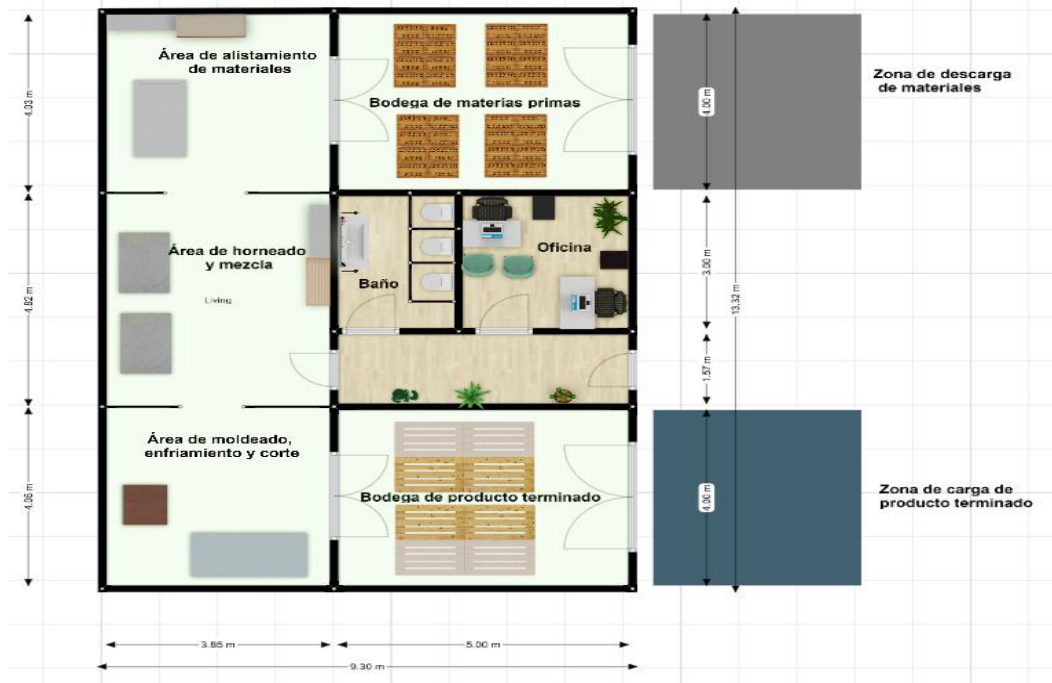 Área de alistamiento
de materiales
Bodega de materias primas
Zona de descarga
de materiales
4.03 m
4.00 m
Área de horneado
y mezcla
Living
Baño
Oficina
4.82 m
3.00 m
13.32 m
1.57 m
Área de moldeado,
enfriamiento y corte
Bodega de producto terminado
Zona de carga de
producto terminado
4.06 m
4.00 m
3.85 m
5.00 m
9.30 m